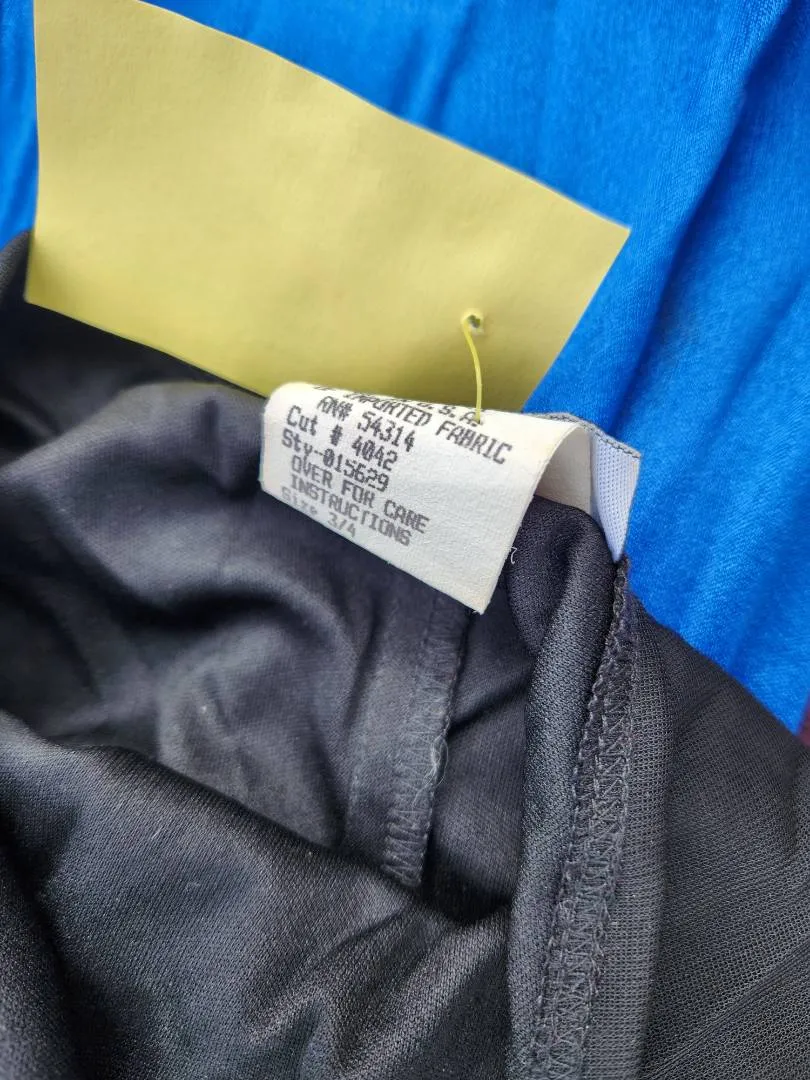 U.S.A.
IMPORTED FABRIC
RN# 54314
Cut # 4042
Sty-015629
OVER FOR CARE
INSTRUCTIONS
Size 3/4